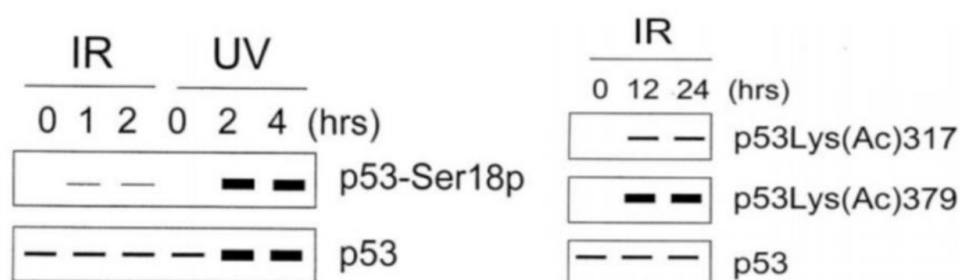 IR UV
0 1 2 0 2 4 (hrs)
p53-Ser18p
p53
IR
0 12 24 (hrs)
p53Lys(Ac)317
p53Lys(Ac)379
p53